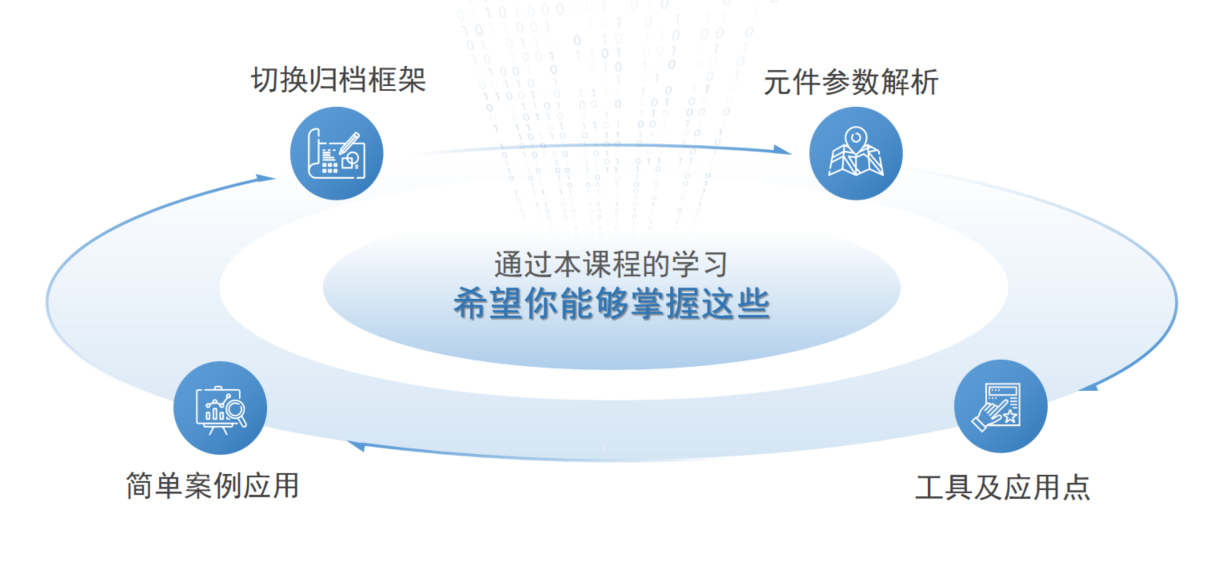 切换归档框架
元件参数解析
通过本课程的学习
希望你能够掌握这些
简单案例应用
工具及应用点